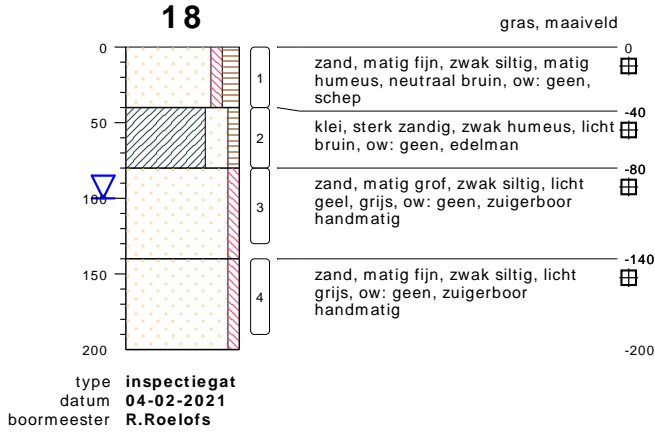 18
gras, maaiveld
0
50
100
150
200
1
2
3
4
0
zand, matig fijn, zwak siltig, matig
humeus, neutraal bruin, ow: geen,
schep
-40
klei, sterk zandig, zwak humeus, licht
bruin, ow: geen, edelman
-80
zand, matig grof, zwak siltig, licht
geel, grijs, ow: geen, zuigerboor
handmatig
-140
zand, matig fijn, zwak siltig, licht
grijs, ow: geen, zuigerboor
handmatig
-200
type inspectiegat
datum 04-02-2021
boormeester R.Roelofs